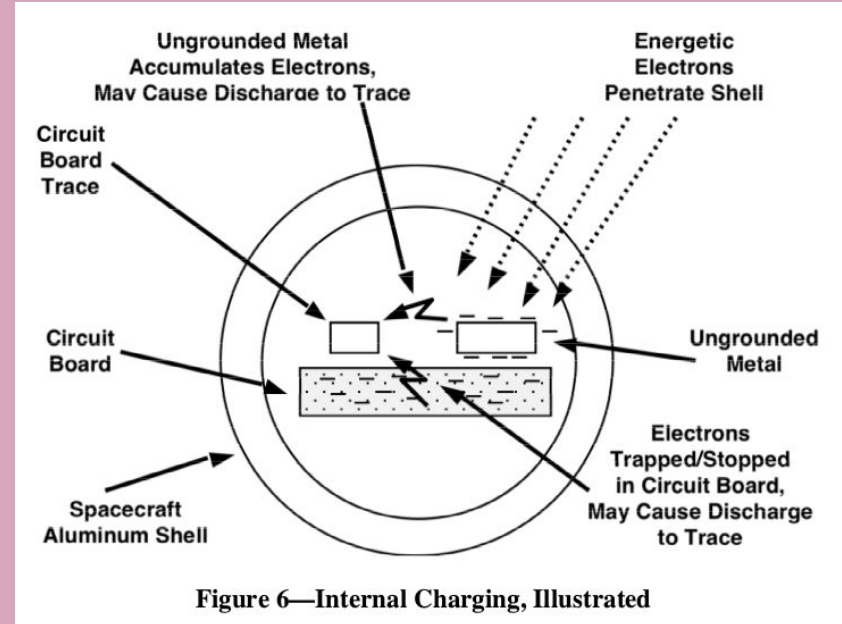 Ungrounded Metal
Accumulates Electrons,
May Cause Discharge to Trace
Energetic
Electrons
Penetrate Shell
Circuit
Board
Trace
Circuit
Board
Ungrounded
Metal
Electrons
Trapped/Stopped
in Circuit Board,
May Cause Discharge
to Trace
Spacecraft
Aluminum Shell
Figure 6—Internal Charging, Illustrated